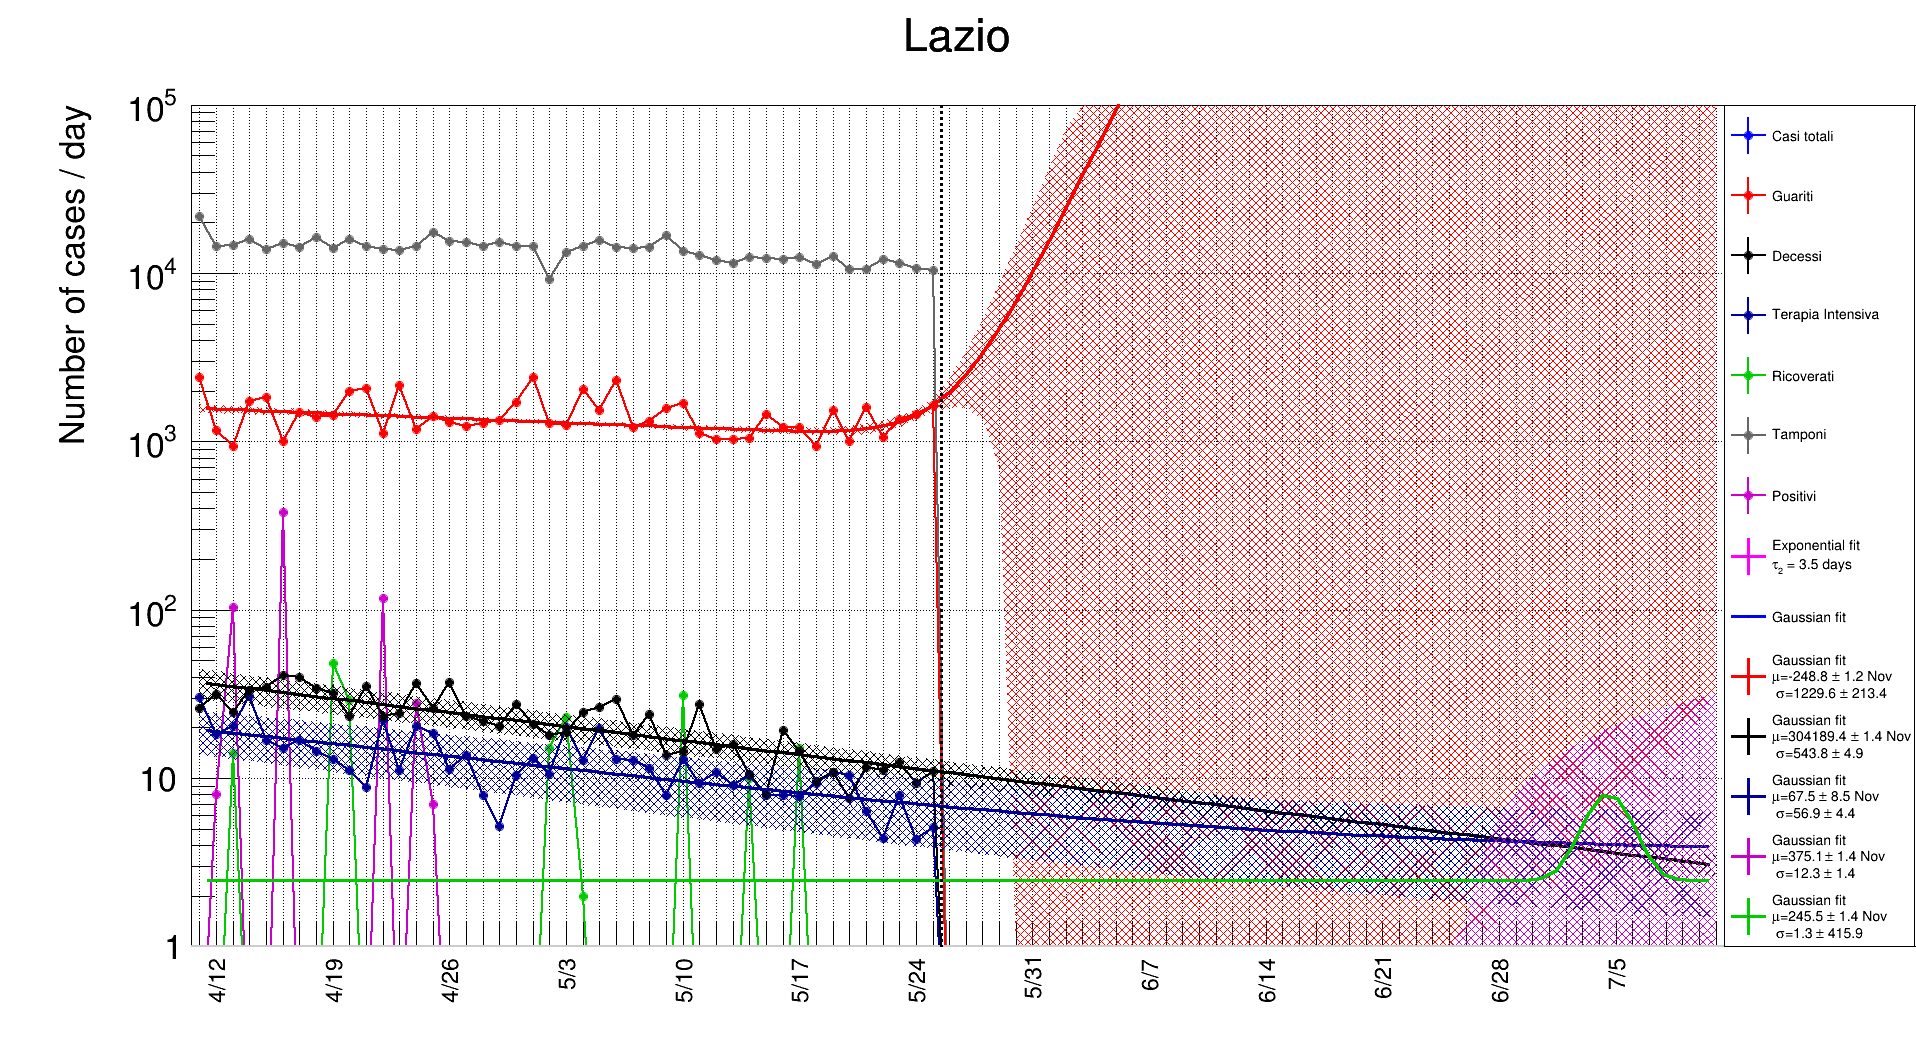 Lazio
Number of cases / day
10^5
10^4
10^3
10^2
10
1
4/12
4/19
4/26
5/3
5/10
5/17
5/24
5/31
6/7
6/14
6/21
6/28
7/5
Casi totali
Guariti
Decessi
Terapia Intensiva
Ricoverati
Tamponi
Positivi
Exponential fit
τ₂ = 3.5 days
Gaussian fit
Gaussian fit
μ=-248.8 ± 1.2 Nov
σ=1229.6 ± 213.4
Gaussian fit
μ=304189.4 ± 1.4 Nov
σ=543.8 ± 4.9
Gaussian fit
μ=67.5 ± 8.5 Nov
σ=56.9 ± 4.4
Gaussian fit
μ=375.1 ± 1.4 Nov
σ=12.3 ± 1.4
Gaussian fit
μ=245.5 ± 1.4 Nov
σ=1.3 ± 415.9